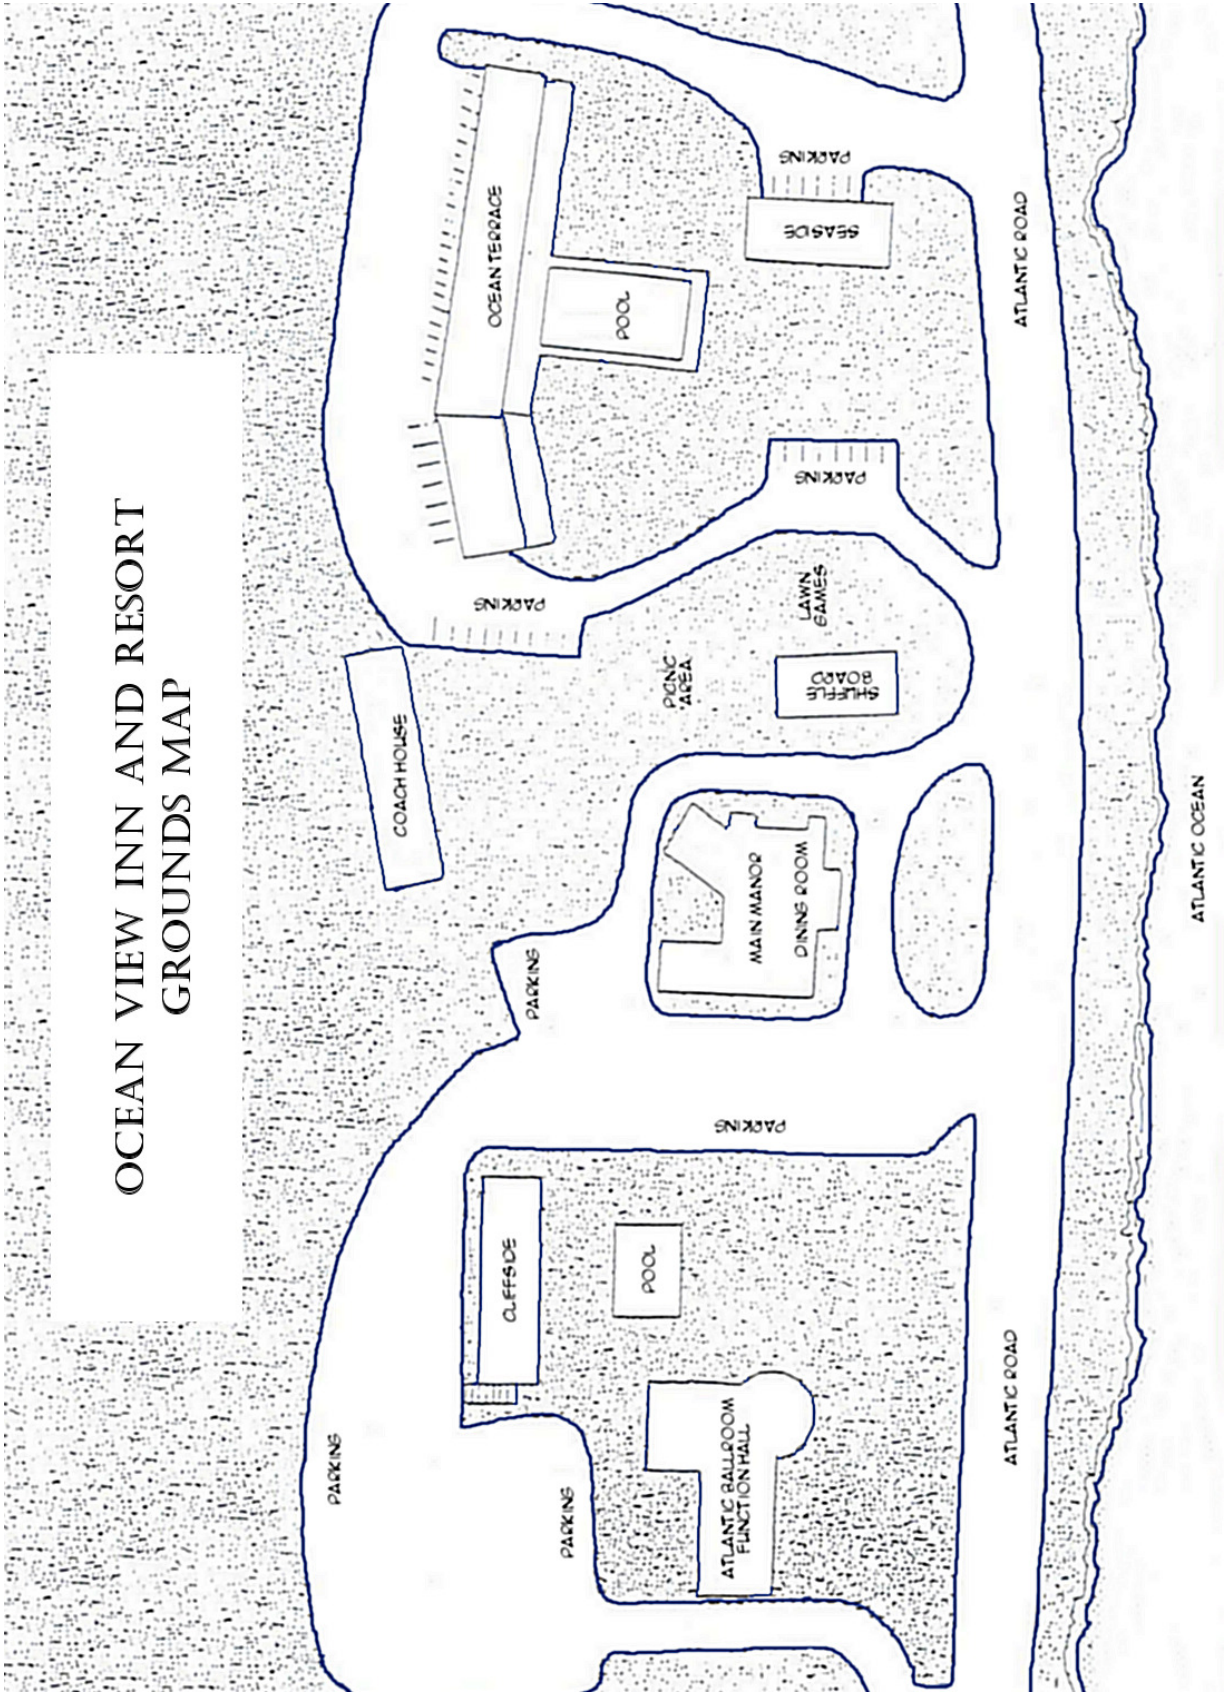 OCEAN VIEW INN AND RESORT
GROUNDS MAP
PARKING
PARKING
CLIFFSIDE
POOL
ATLANTIC BALLROOM
FUNCTION HALL
ATLANTIC ROAD
PARKING
PARKING
COACH HOUSE
MAIN MANOR
DINING ROOM
PICNIC
AREA
SHUFFLE
BOARD
LAWN
GAMES
PARKING
PARKING
OCEAN TERRACE
POOL
SEASIDE
PARKING
ATLANTIC ROAD
ATLANTIC OCEAN